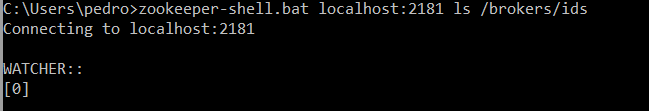 C:\Users\pedro>zookeeper-shell.bat localhost:2181 ls /brokers/ids
Connecting to localhost:2181
WATCHER::
[0]